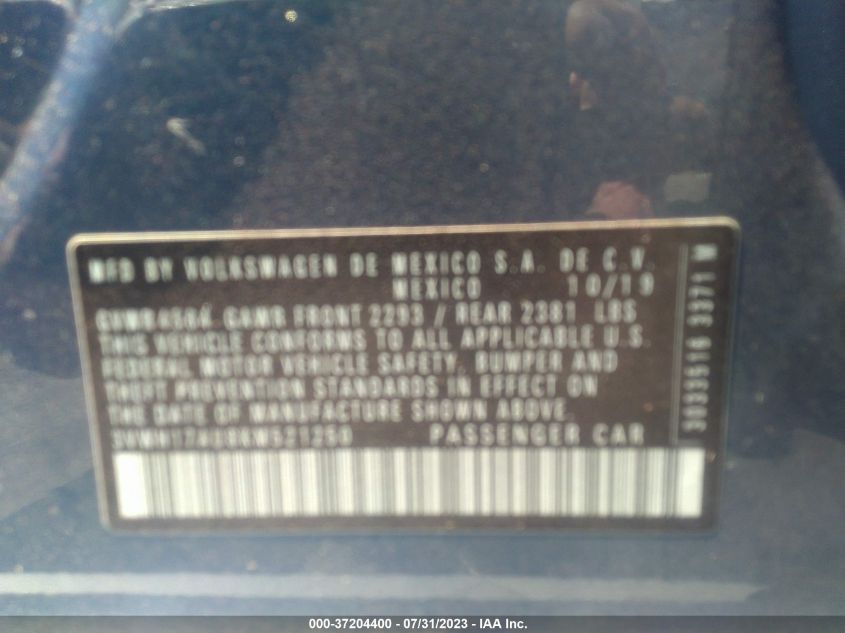 MFD BY VOLKSWAGEN DE MEXICO S.A. DE C.V.
MEXICO 10/19
GVWR 4564 GAWR FRONT 2293 / REAR 2381 LBS
THIS VEHICLE CONFORMS TO ALL APPLICABLE U.S.
FEDERAL MOTOR VEHICLE SAFETY, BUMPER AND
THEFT PREVENTION STANDARDS IN EFFECT ON
THE DATE OF MANUFACTURE SHOWN ABOVE.
PASSENGER CAR
3033516 3371 M
000-37204400 - 07/31/2023 - IAA Inc.